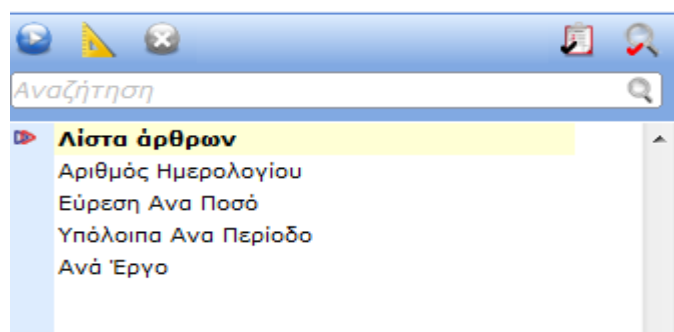 Αναζήτηση
Λίστα άρθρων
Αριθμός Ημερολογίου
Εύρεση Ανα Ποσό
Υπόλοιπα Ανα Περίοδο
Ανά Έργο